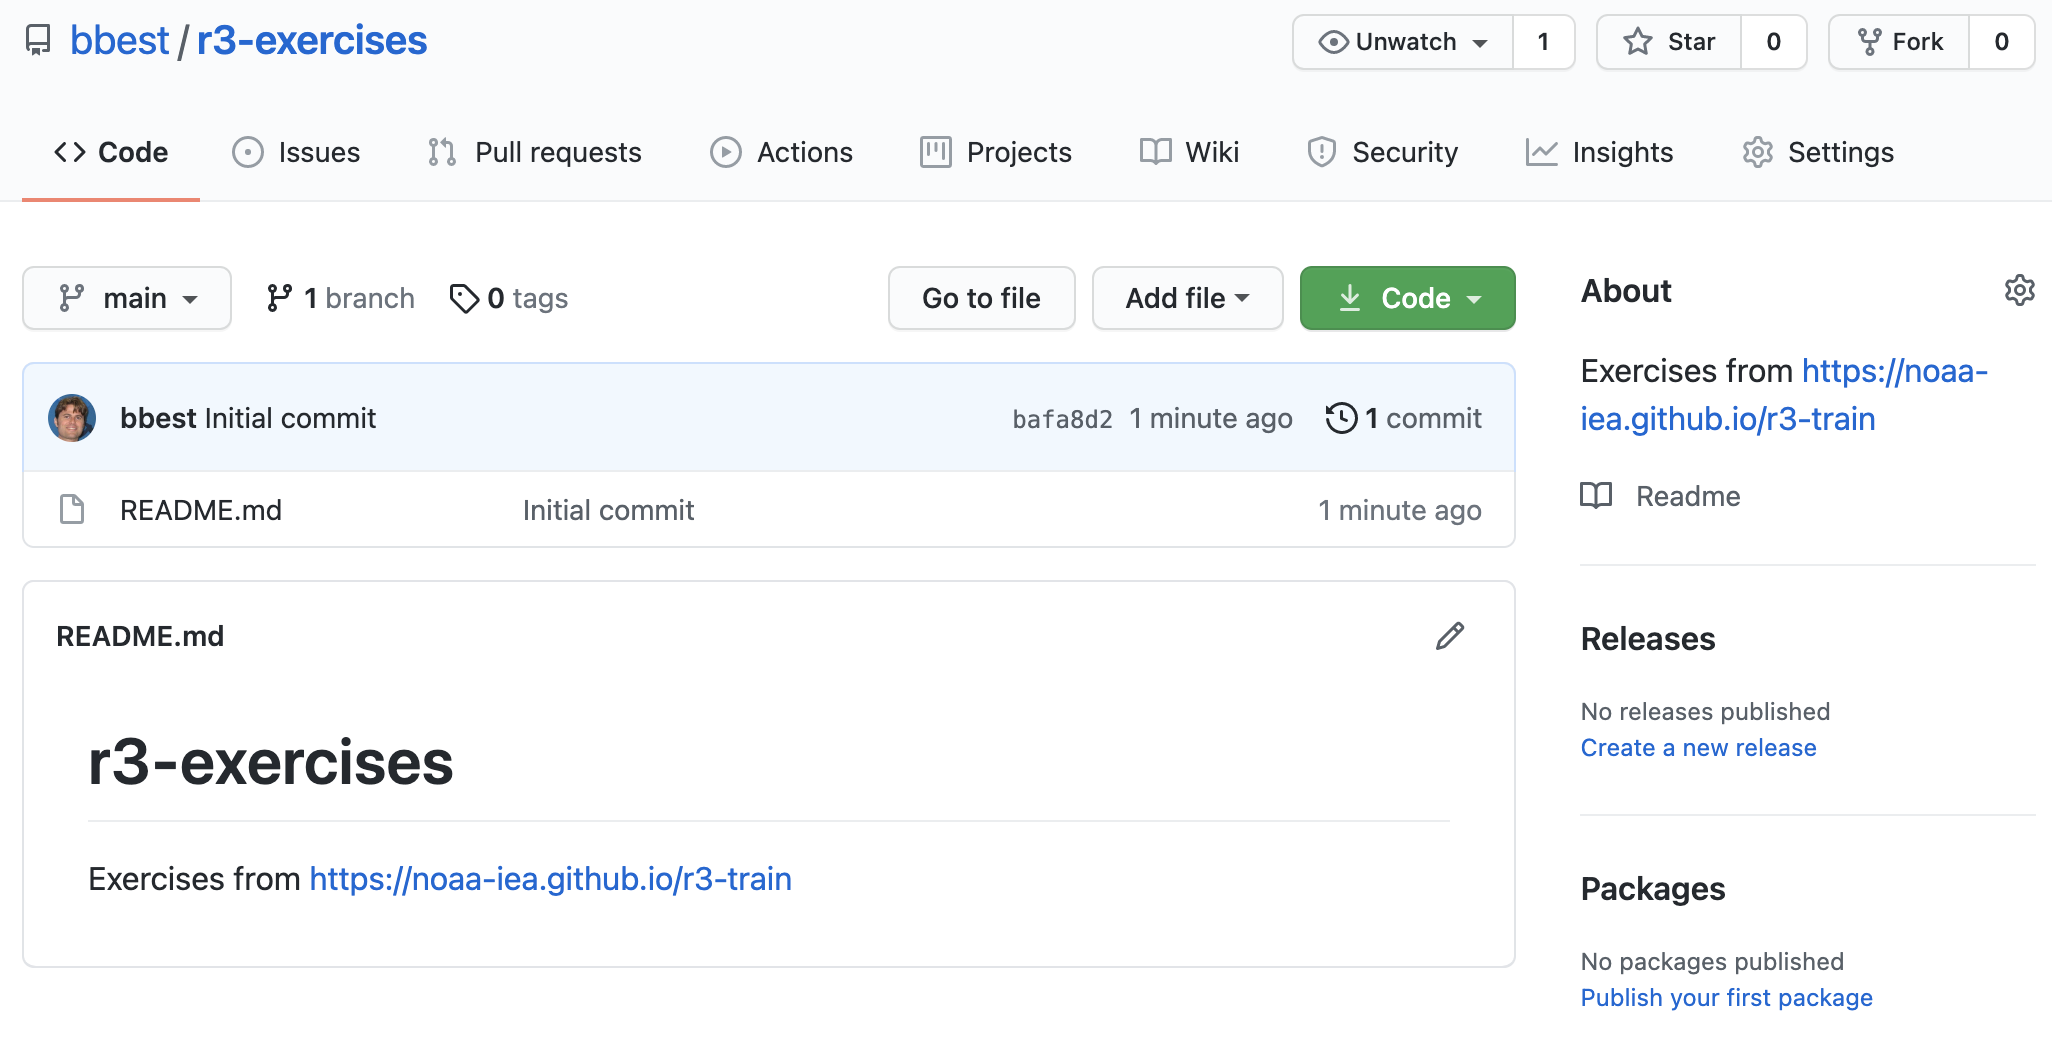 bbest / r3-exercises
Unwatch 1 Star 0 Fork 0
Code Issues Pull requests Actions Projects Wiki Security Insights Settings
main 1 branch 0 tags Go to file Add file Code
bbest Initial commit bafa8d2 1 minute ago 1 commit
README.md Initial commit 1 minute ago
README.md
r3-exercises
Exercises from https://noaa-iea.github.io/r3-train
About
Exercises from https://noaa-
iea.github.io/r3-train
Readme
Releases
No releases published
Create a new release
Packages
No packages published
Publish your first package